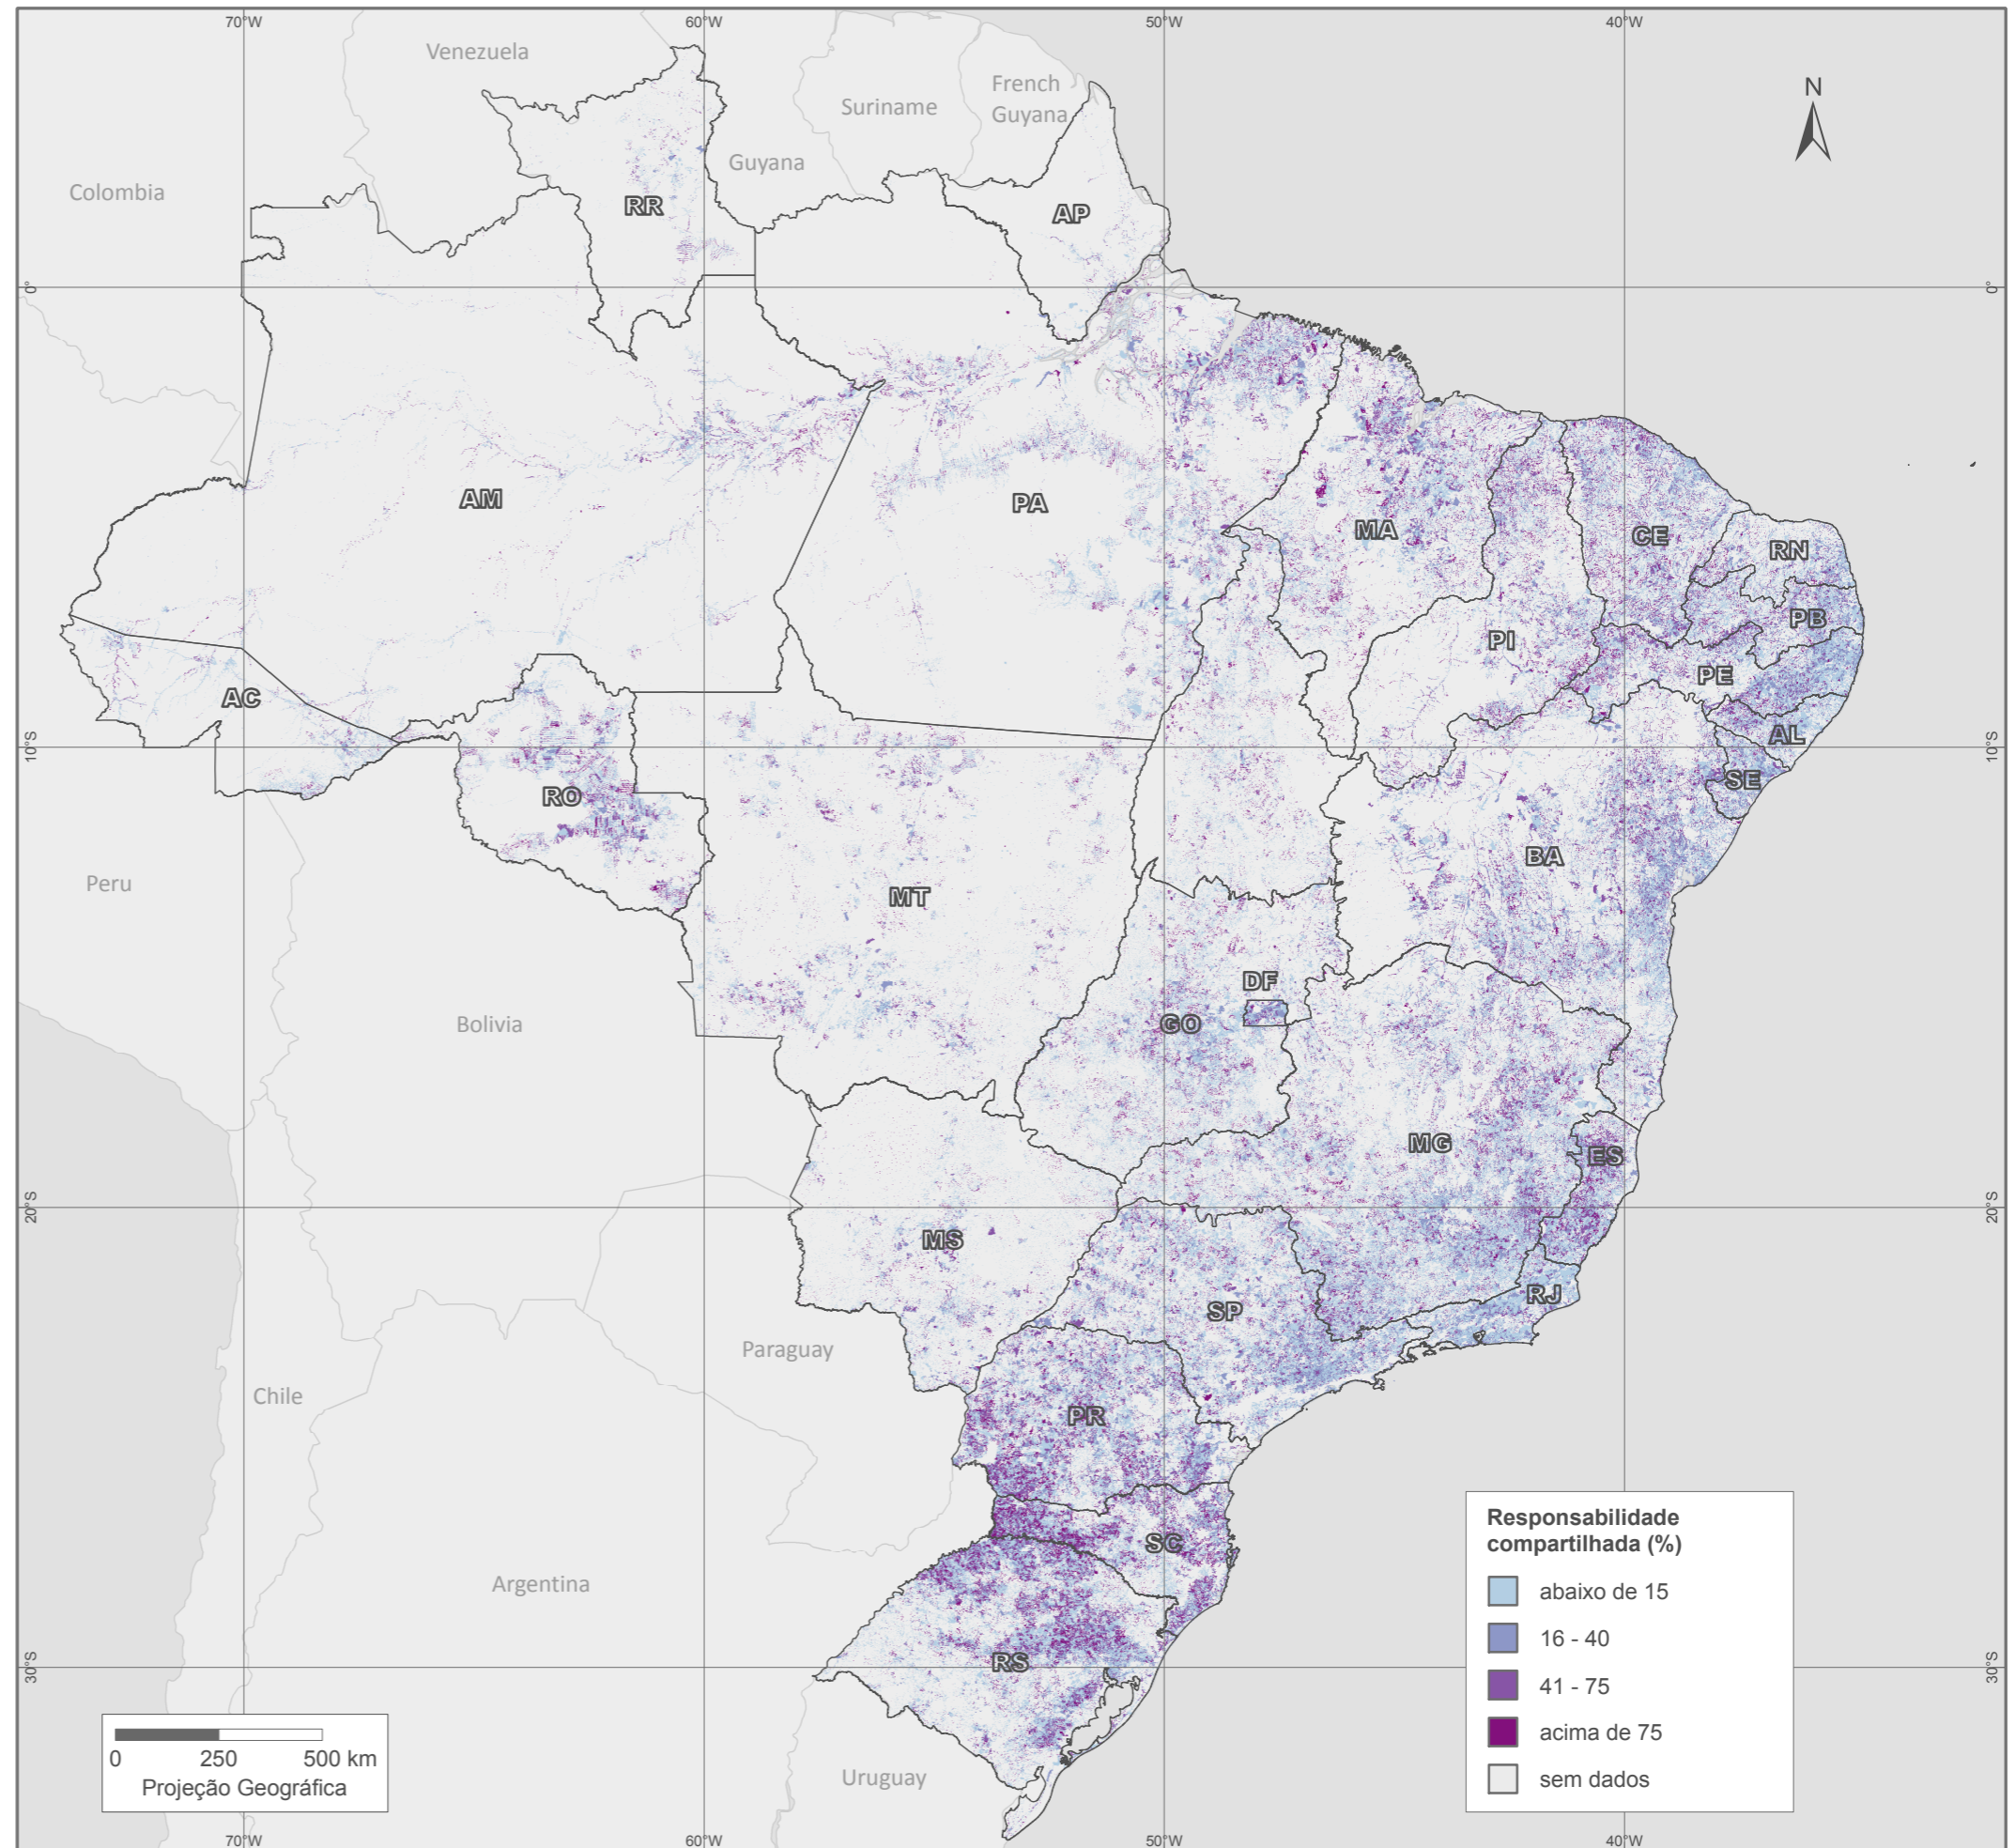 70°W
60°W
50°W
40°W
Venezuela
Suriname
French
Guyana
Guyana
Colombia
N
RR
AP
0°
0°
AM
PA
MA
CE
RN
PI
PB
PE
AC
AL
10°S
10°S
SE
RO
BA
MT
Peru
DF
GO
Bolivia
MG
ES
20°S
20°S
MS
RJ
SP
Paraguay
Chile
PR
SC
Argentina
RS
30°S
30°S
Uruguay
Responsabilidade
compartilhada (%)
abaixo de 15
16 - 40
41 - 75
acima de 75
sem dados
0 250 500 km
Projeção Geográfica
70°W
60°W
50°W
40°W